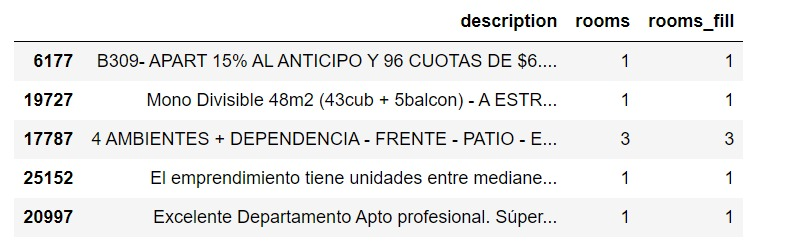 description rooms rooms_fill
6177 B309- APART 15% AL ANTICIPO Y 96 CUOTAS DE $6.... 1 1
19727 Mono Divisible 48m2 (43cub + 5balcon) - A ESTR... 1 1
17787 4 AMBIENTES + DEPENDENCIA - FRENTE - PATIO - E... 3 3
25152 El emprendimiento tiene unidades entre mediane... 1 1
20997 Excelente Departamento Apto profesional. Súper... 1 1